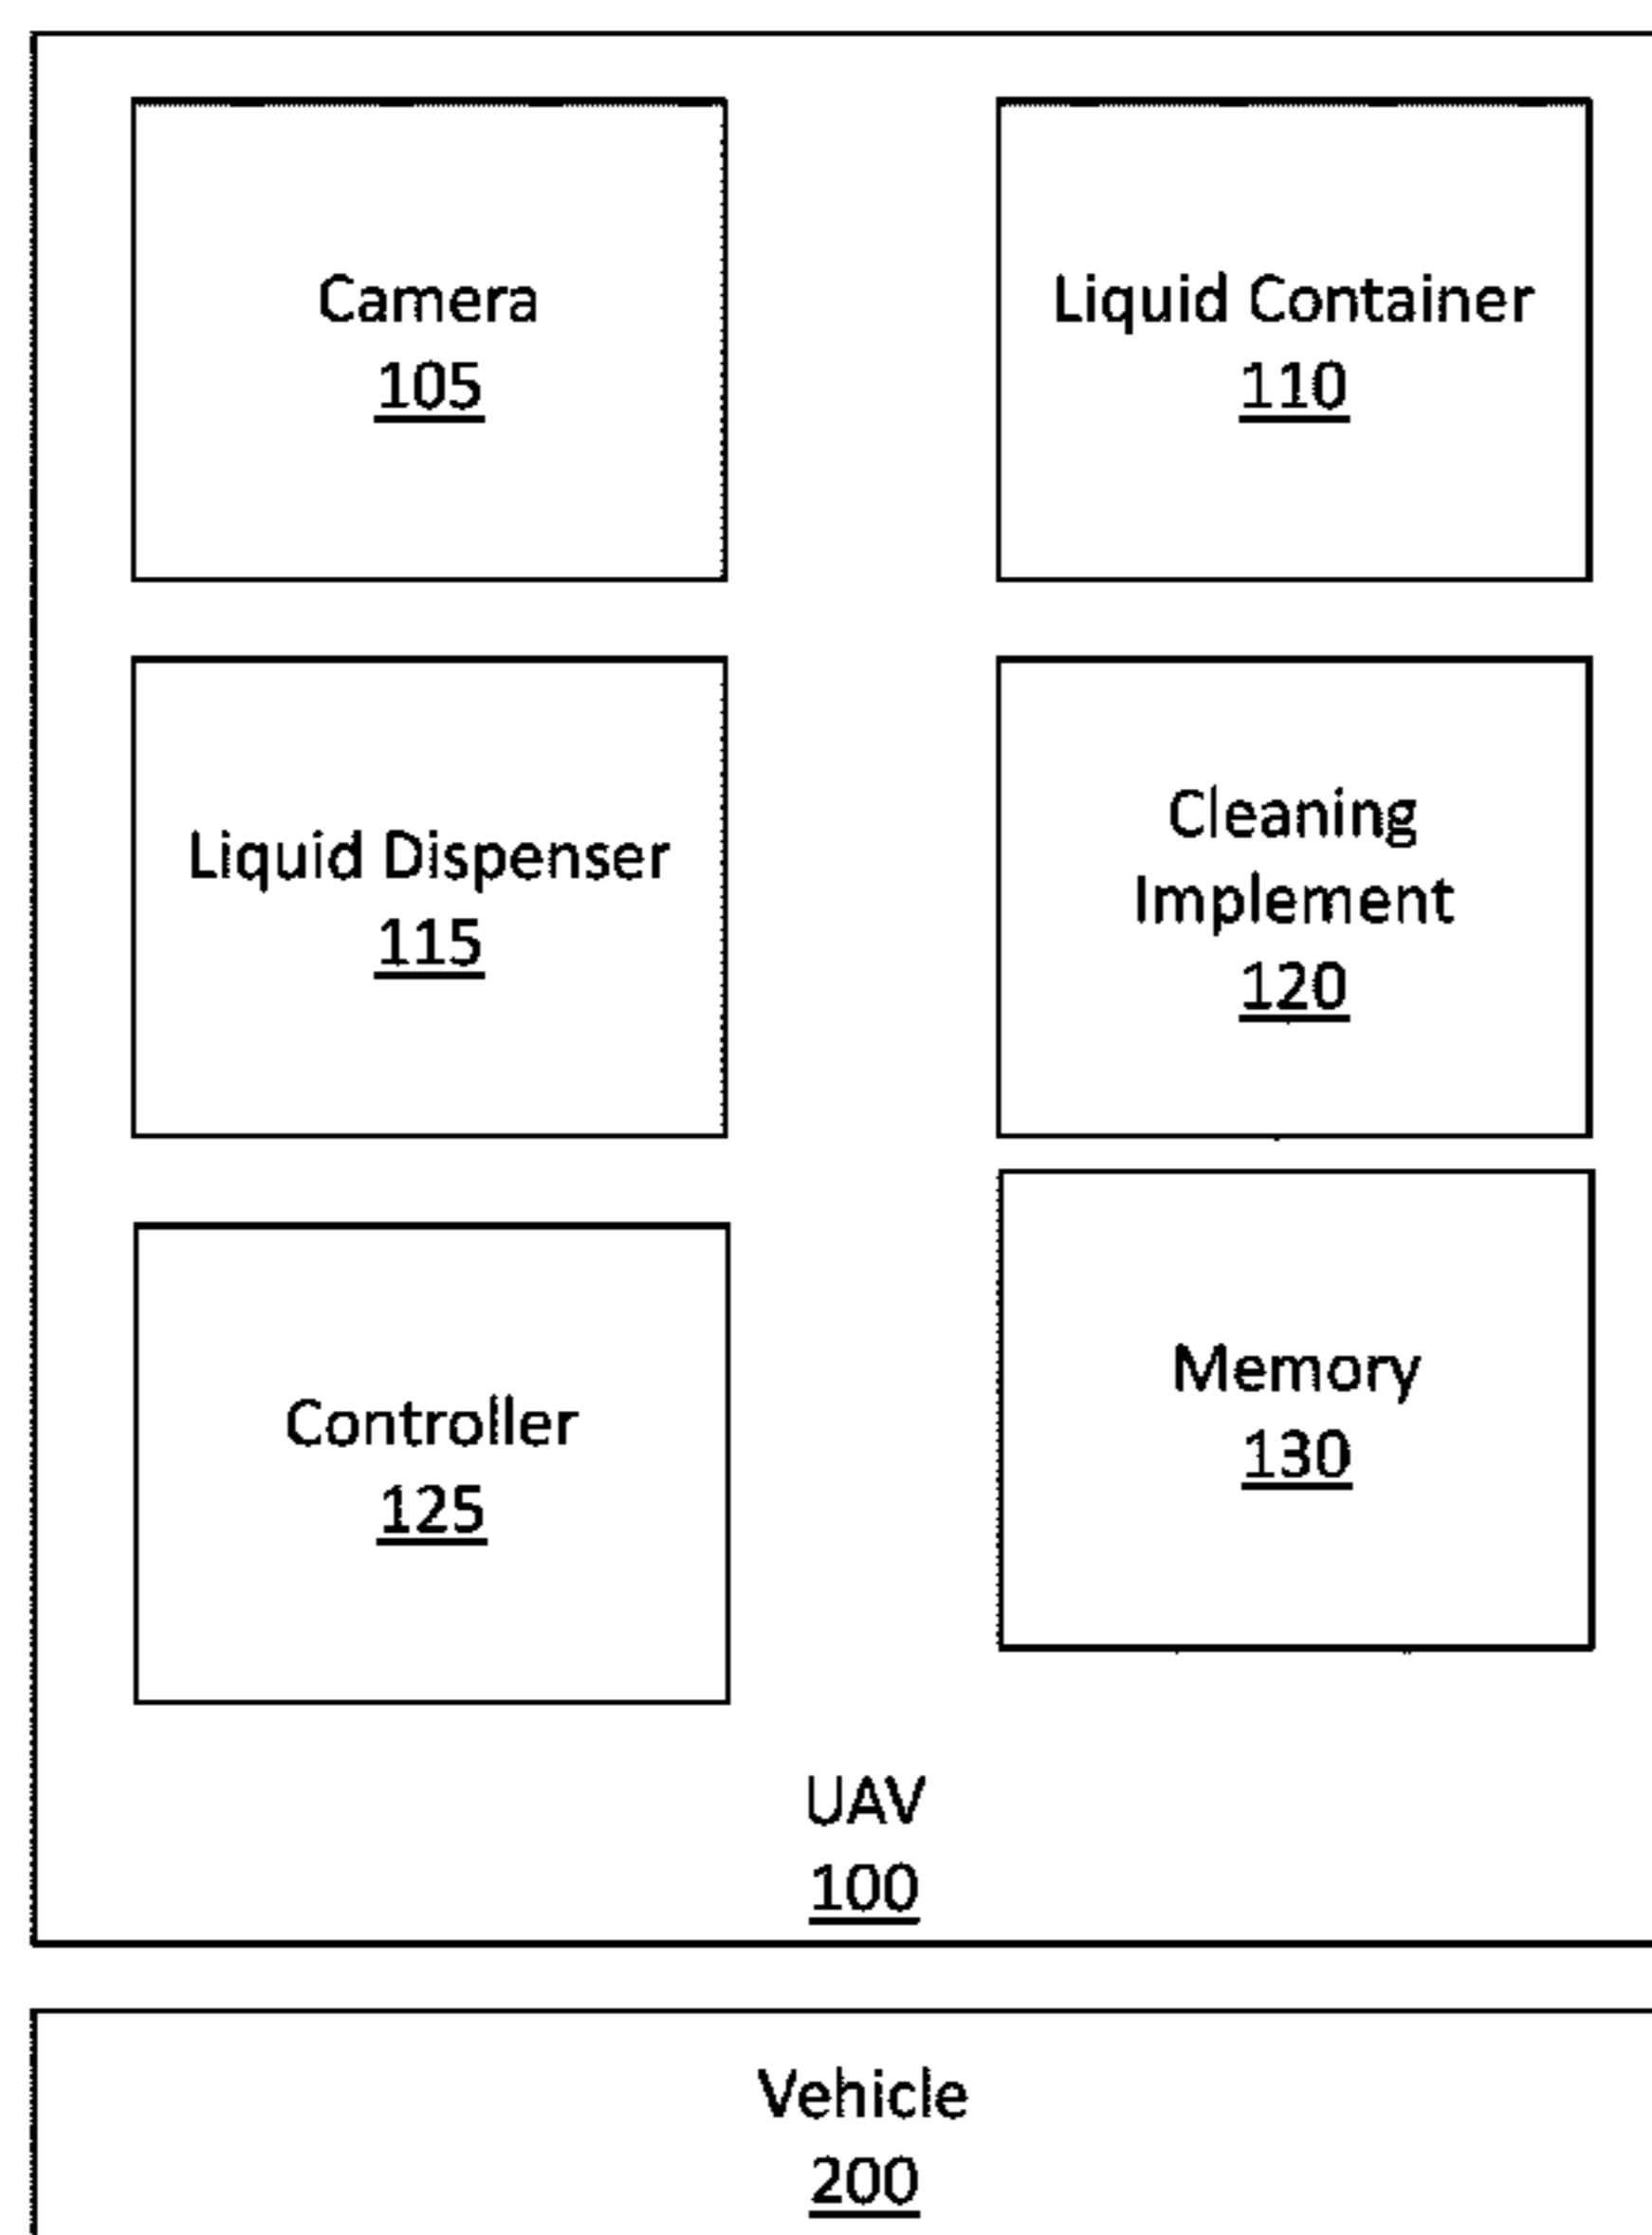 Camera
105
Liquid Container
110
Liquid Dispenser
115
Cleaning
Implement
120
Controller
125
Memory
130
UAV
100
Vehicle
200